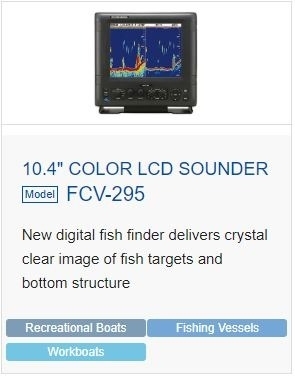 10.4" COLOR LCD SOUNDER
Model FCV-295
New digital fish finder delivers crystal
clear image of fish targets and
bottom structure
Recreational Boats
Fishing Vessels
Workboats